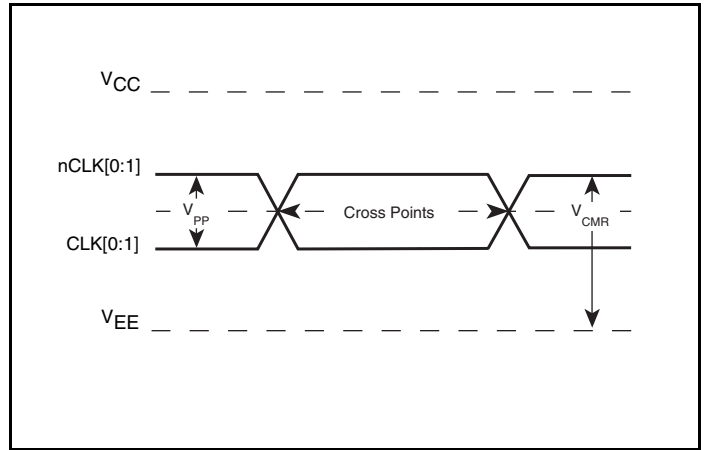 VCC
nCLK[0:1]
VPP
Cross Points
VCMR
CLK[0:1]
VEE